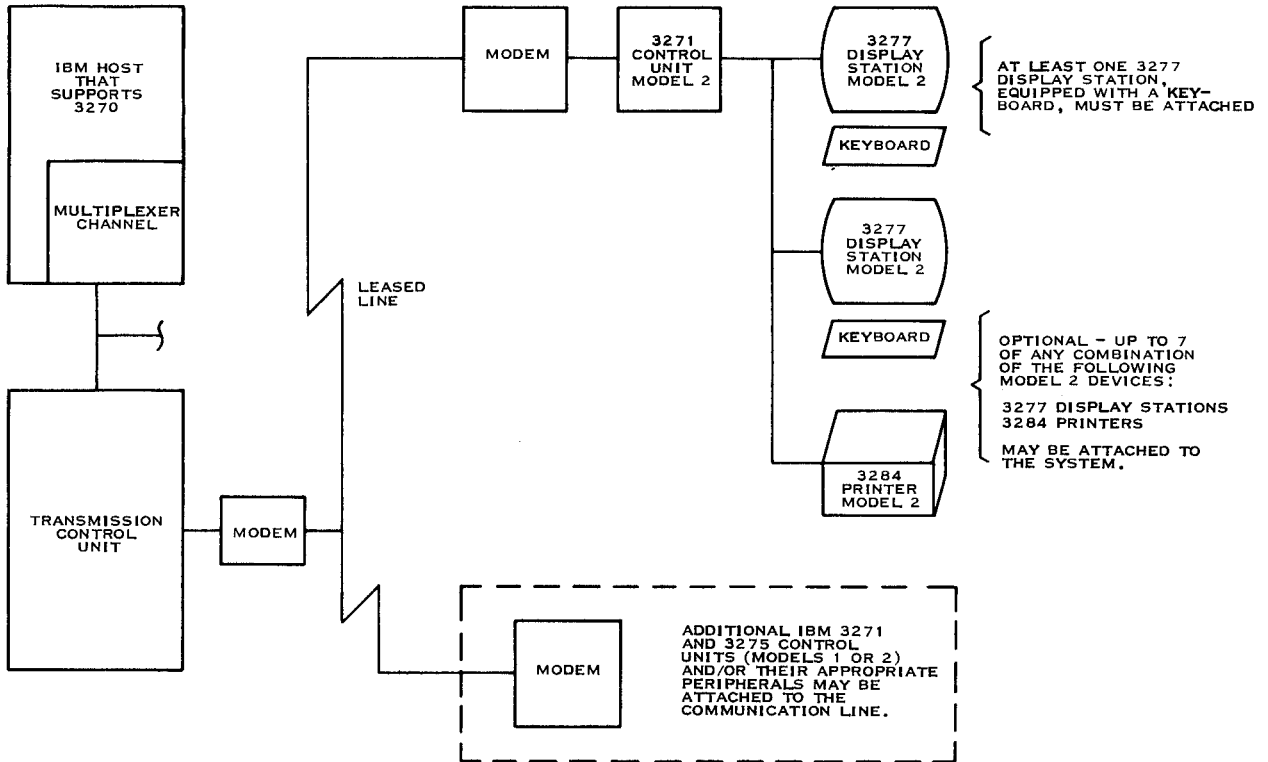 IBM HOST
THAT
SUPPORTS
3270
MULTIPLEXER
CHANNEL
TRANSMISSION
CONTROL
UNIT
MODEM
LEASED
LINE
MODEM
3271
CONTROL
UNIT
MODEL 2
3277
DISPLAY
STATION
MODEL 2
KEYBOARD
AT LEAST ONE 3277
DISPLAY STATION,
EQUIPPED WITH A KEY-
BOARD, MUST BE ATTACHED
3277
DISPLAY
STATION
MODEL 2
KEYBOARD
3284
PRINTER
MODEL 2
OPTIONAL - UP TO 7
OF ANY COMBINATION
OF THE FOLLOWING
MODEL 2 DEVICES:
3277 DISPLAY STATIONS
3284 PRINTERS
MAY BE ATTACHED TO
THE SYSTEM.
MODEM
ADDITIONAL IBM 3271
AND 3275 CONTROL
UNITS (MODELS 1 OR 2)
AND/OR THEIR APPROPRIATE
PERIPHERALS MAY BE
ATTACHED TO THE
COMMUNICATION LINE.